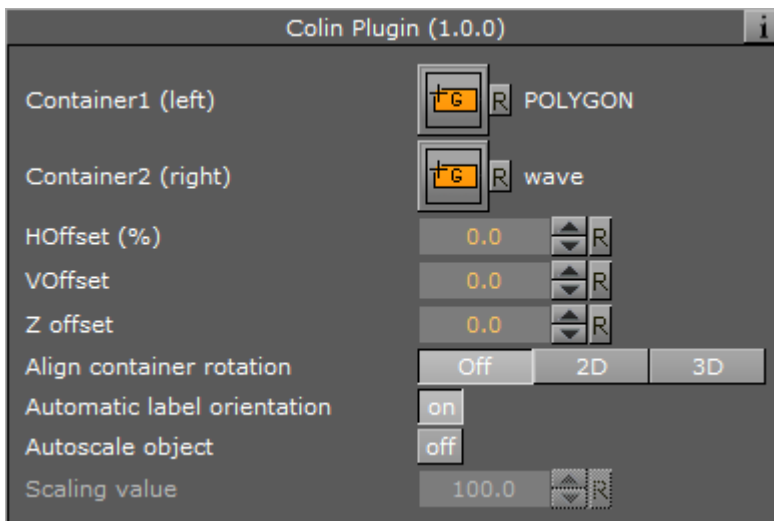 Colin Plugin (1.0.0) i
Container1 (left) G R POLYGON
Container2 (right) G R wave
HOffset (%) 0.0 R
VOffset 0.0 R
Z offset 0.0 R
Align container rotation Off 2D 3D
Automatic label orientation on
Autoscale object off
Scaling value 100.0 R